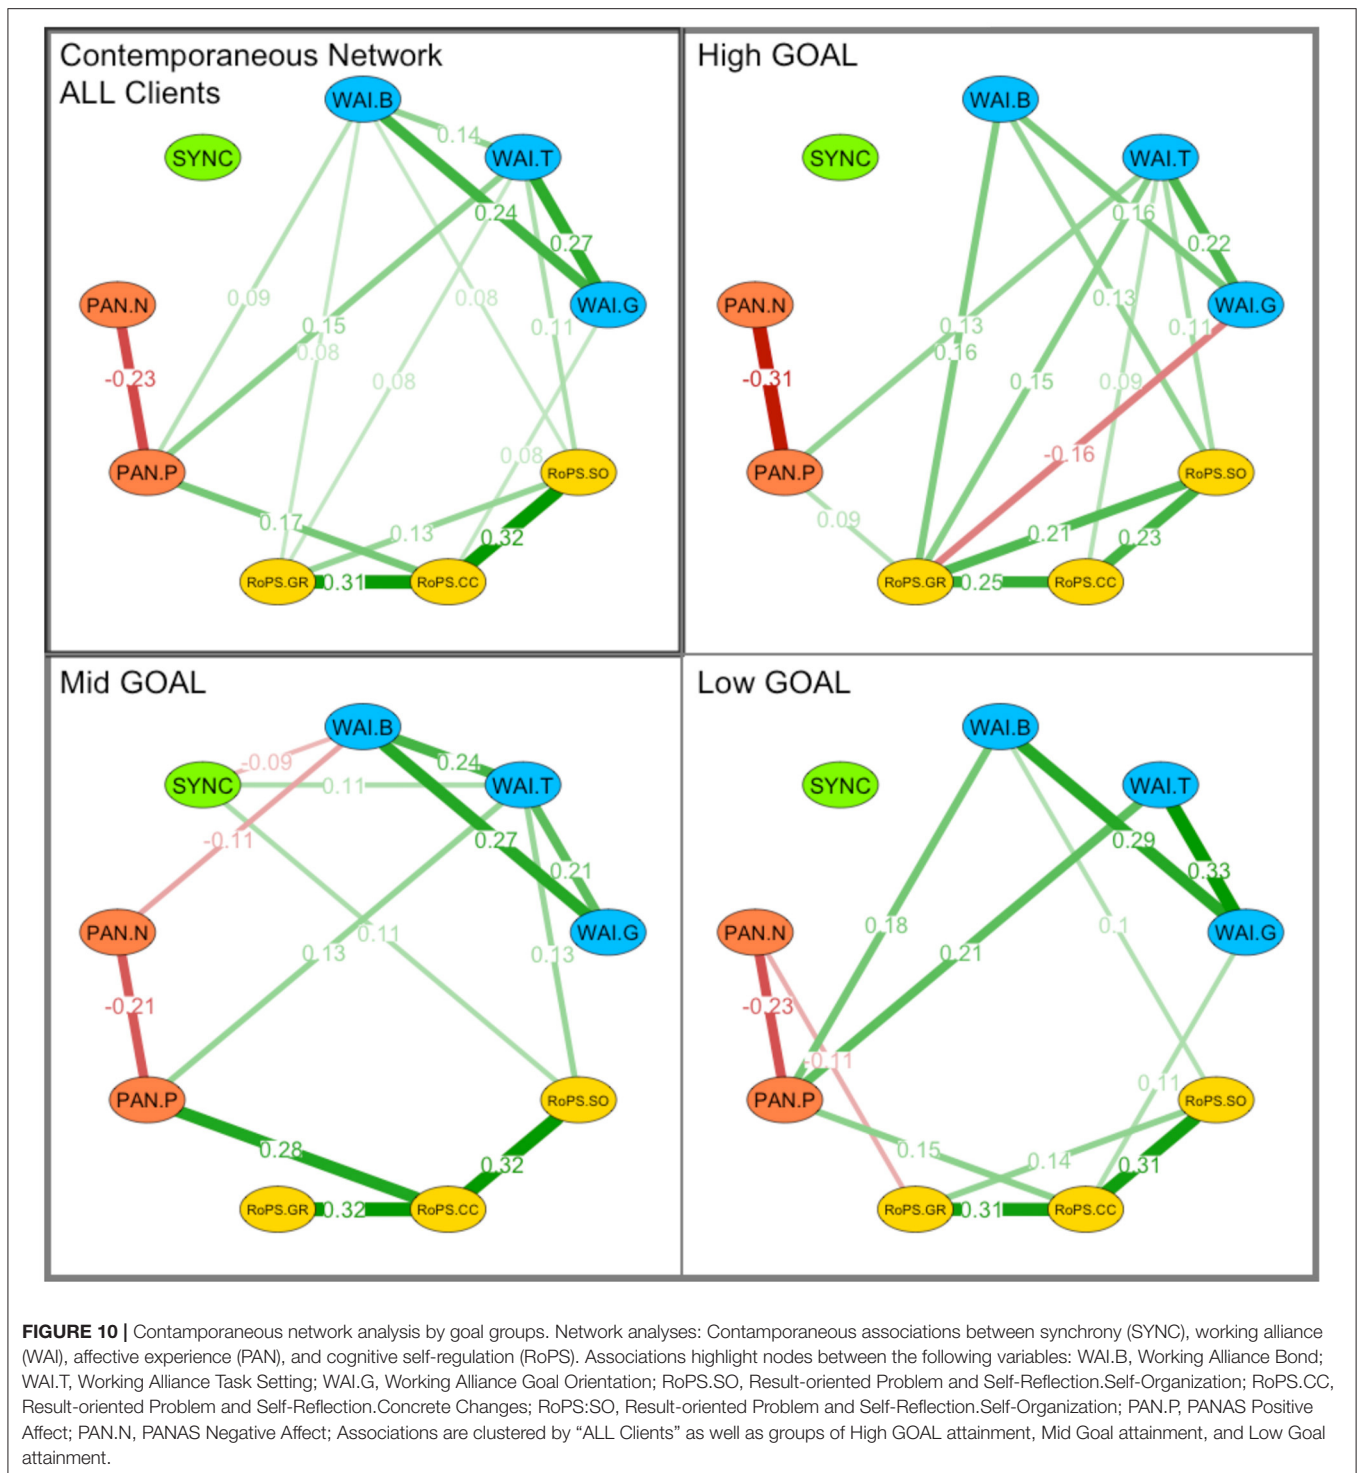 Contemporaneous Network
ALL Clients
WAI.B
SYNC
0.14
WAI.T
0.24
0.27
PAN.N
0.09
0.08
WAI.G
0.15
0.11
0.08
-0.23
0.08
PAN.P
0.08
RoPS.SO
0.17
0.13
0.32
RoPS.GR
0.31
RoPS.CC
High GOAL
WAI.B
SYNC
WAI.T
0.16
0.22
PAN.N
0.13
WAI.G
0.13
0.11
0.16
-0.31
0.15
0.09
-0.16
PAN.P
RoPS.SO
0.09
0.21
0.23
RoPS.GR
0.25
RoPS.CC
Mid GOAL
WAI.B
-0.09
0.24
SYNC
0.11
WAI.T
-0.11
0.27
0.21
PAN.N
0.11
WAI.G
0.13
0.13
-0.21
PAN.P
RoPS.SO
0.28
0.32
RoPS.GR
0.32
RoPS.CC
Low GOAL
WAI.B
SYNC
WAI.T
0.29
0.33
PAN.N
0.18
0.1
WAI.G
0.21
-0.23
-0.11
0.11
PAN.P
RoPS.SO
0.15
0.14
0.31
RoPS.GR
0.31
RoPS.CC
FIGURE 10 | Contamporaneous network analysis by goal groups. Network analyses: Contamporaneous associations between synchrony (SYNC), working alliance
(WAI), affective experience (PAN), and cognitive self-regulation (RoPS). Associations highlight nodes between the following variables: WAI.B, Working Alliance Bond;
WAI.T, Working Alliance Task Setting; WAI.G, Working Alliance Goal Orientation; RoPS.SO, Result-oriented Problem and Self-Reflection.Self-Organization; RoPS.CC,
Result-oriented Problem and Self-Reflection.Concrete Changes; RoPS:SO, Result-oriented Problem and Self-Reflection.Self-Organization; PAN.P, PANAS Positive
Affect; PAN.N, PANAS Negative Affect; Associations are clustered by “ALL Clients” as well as groups of High GOAL attainment, Mid Goal attainment, and Low Goal
attainment.